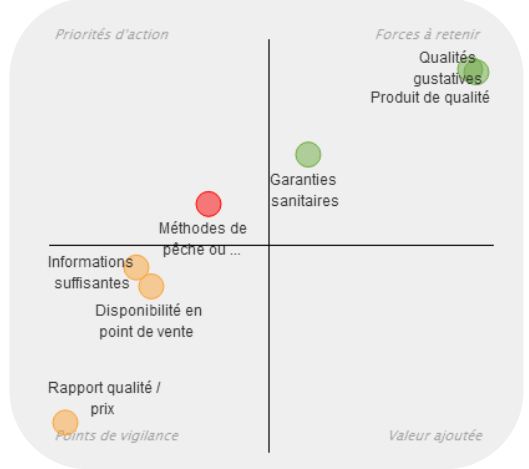 Priorités d'action
Forces à retenir
Qualités
gustatives
Produit de qualité
Garanties
sanitaires
Méthodes de
pêche ou ...
Informations
suffisantes
Disponibilité en
point de vente
Rapport qualité /
prix
Points de vigilance
Valeur ajoutée